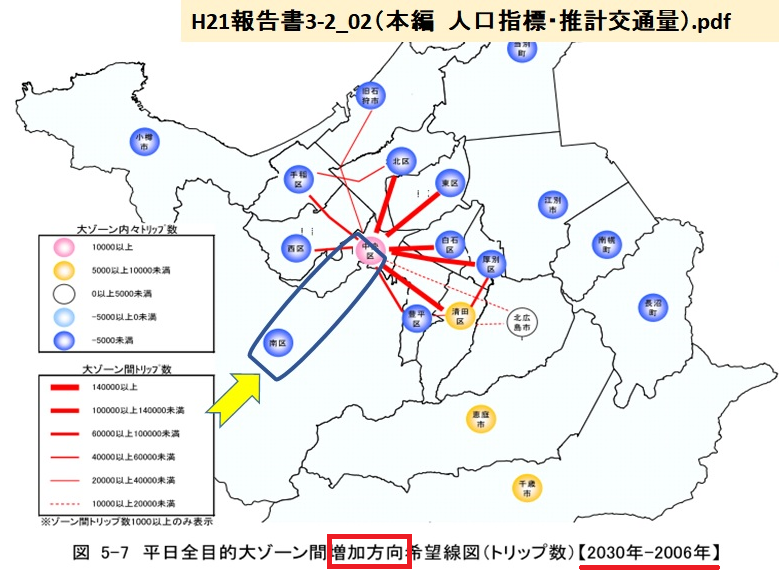 H21報告書3-2_02(本編 人口指標・推計交通量).pdf
当別
町
旧石
狩市
小樽
市
手稲
区
北区
東区
江別
市
西区
中央
区
白石
区
厚別
区
南幌
町
長沼
町
豊平
区
清田
区
北広
島市
南区
恵庭
市
千歳
市
大ゾーン内々トリップ数
10000以上
5000以上10000未満
0以上5000未満
-5000以上0未満
-5000未満
大ゾーン間トリップ数
140000以上
100000以上140000未満
60000以上100000未満
40000以上60000未満
20000以上40000未満
10000以上20000未満
※ゾーン間トリップ数1000以上のみ表示
図 5-7 平日全目的大ゾーン間増加方向希望線図(トリップ数)【2030年-2006年】